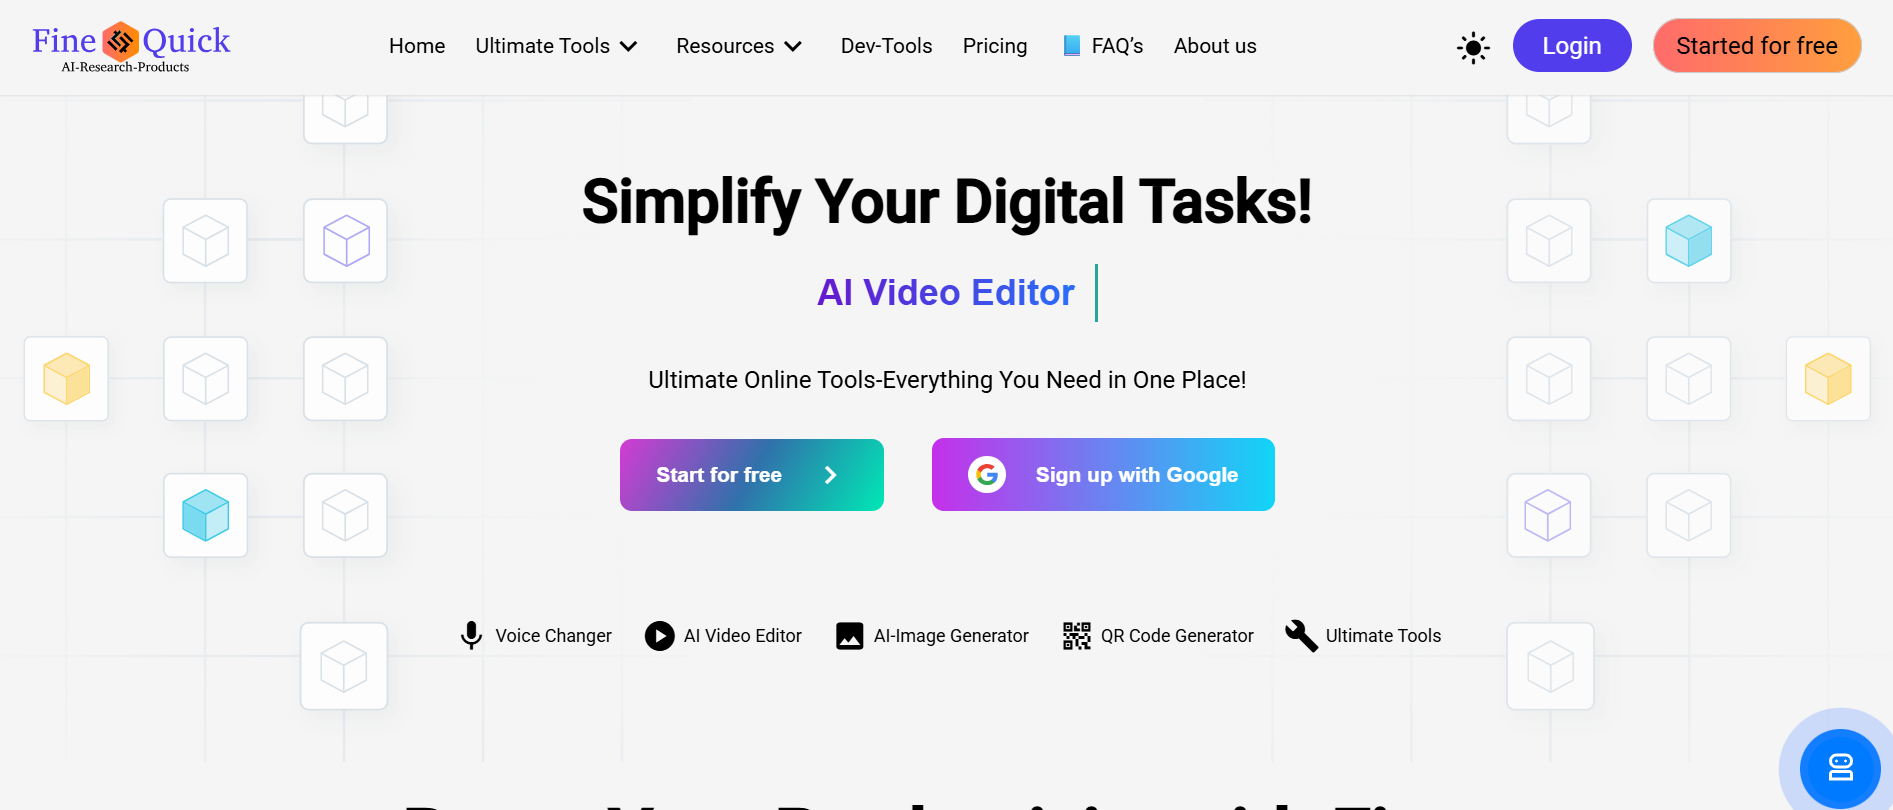 Fine Quick
AI-Research-Products
Home
Ultimate Tools
Resources
Dev-Tools
Pricing
FAQ’s
About us
Login
Started for free
Simplify Your Digital Tasks!
AI Video Editor
Ultimate Online Tools-Everything You Need in One Place!
Start for free
Sign up with Google
Voice Changer
AI Video Editor
AI-Image Generator
QR Code Generator
Ultimate Tools